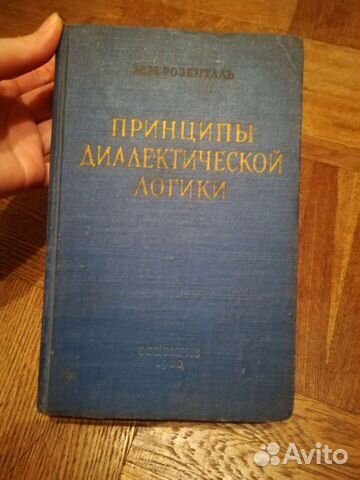 М.М.РОЗЕНТАЛЬ
ПРИНЦИПЫ
ДИАЛЕКТИЧЕСКОЙ
ЛОГИКИ
СОЦЭКГИЗ
Avito